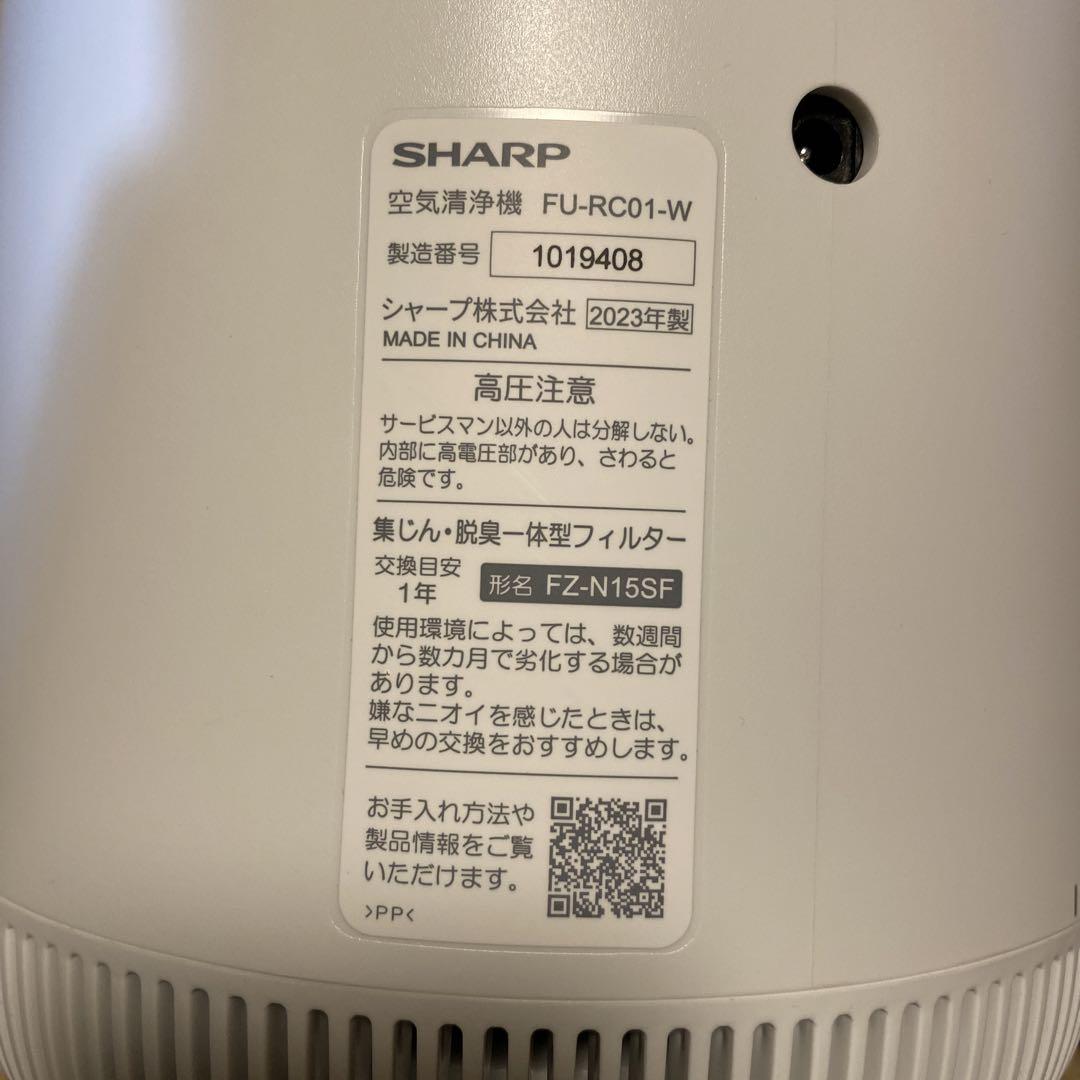 SHARP
空気清浄機 FU-RC01-W
製造番号 1019408
シャープ株式会社 2023年製
MADE IN CHINA
高圧注意
サービスマン以外の人は分解しない。
内部に高電圧部があり、さわると
危険です。
集じん・脱臭一体型フィルター
交換目安
1年
形名 FZ-N15SF
使用環境によっては、数週間
から数カ月で劣化する場合が
あります。
嫌なニオイを感じたときは、
早めの交換をおすすめします。
お手入れ方法や
製品情報をご覧
いただけます。
>PP<